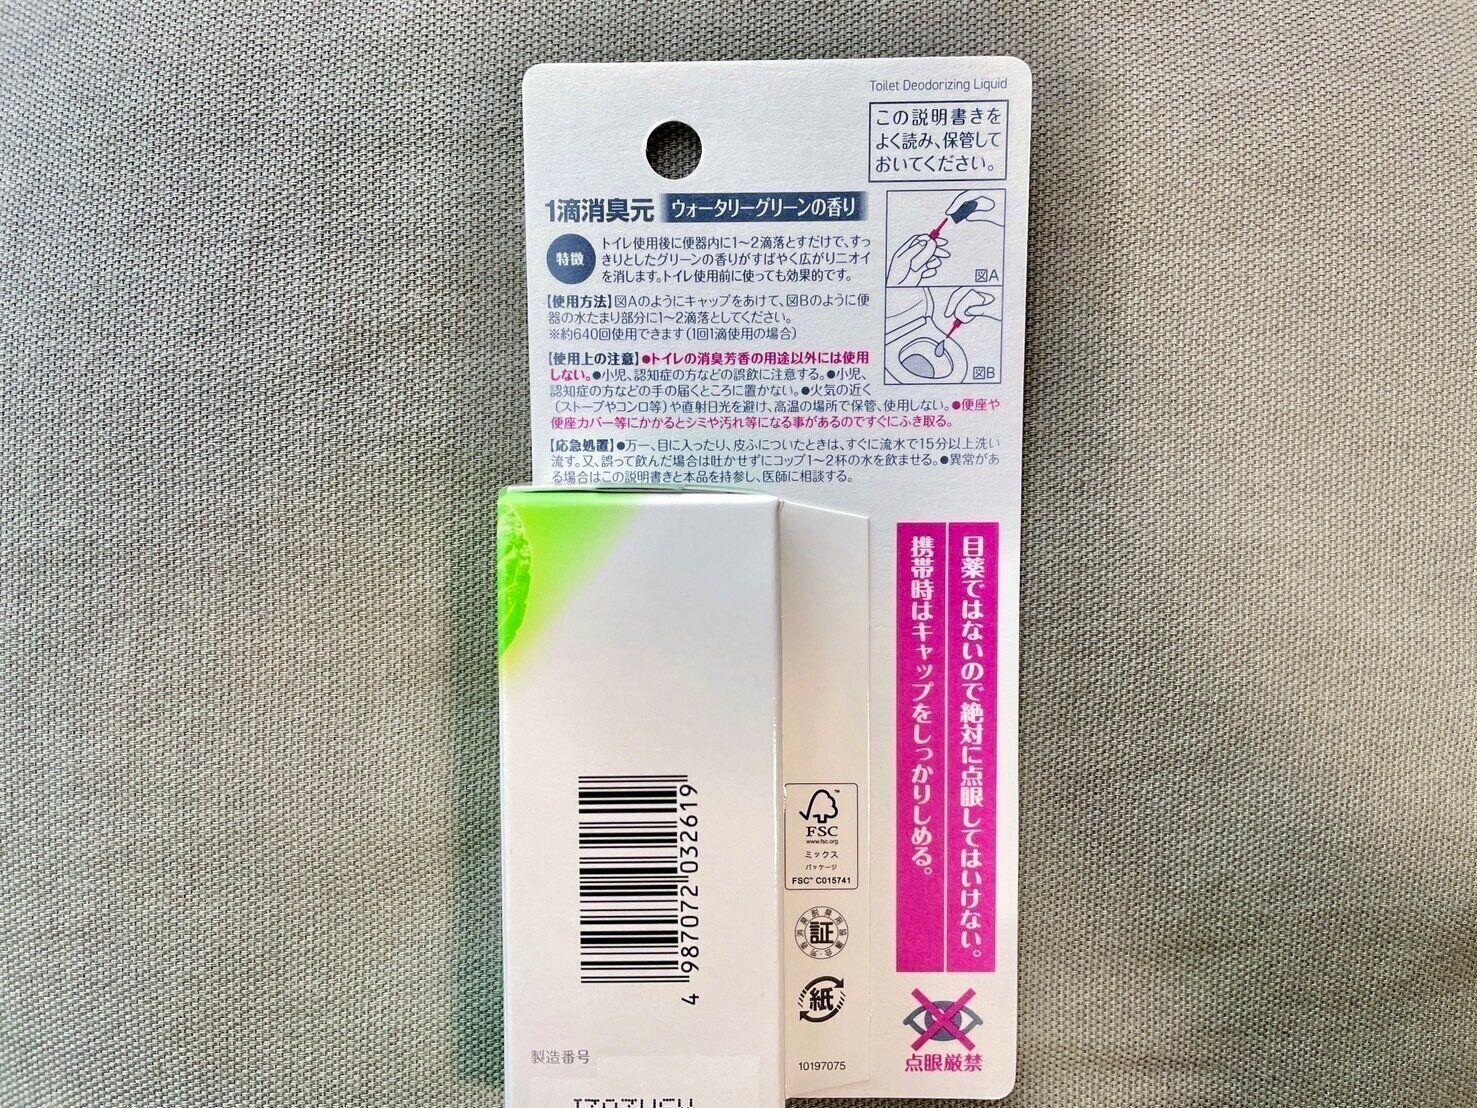 Toilet Deodorizing Liquid
この説明書きを
よく読み、保管して
おいてください。
1滴消臭元 ウォータリーグリーンの香り
特徴
トイレ使用後に便器内に1〜2滴落とすだけで、すっ
きりとしたグリーンの香りがすばやく広がりニオイ
を消します。トイレ使用前に使っても効果的です。
【使用方法】図Aのようにキャップをあけて、図Bのように便
器の水たまり部分に1〜2滴落としてください。
※約640回使用できます(1回1滴使用の場合)
図A
図B
【使用上の注意】●トイレの消臭芳香の用途以外には使用
しない。●小児、認知症の方などの誤飲に注意する。●小児、
認知症の方などの手の届くところに置かない。●火気の近く
(ストーブやコンロ等)や直射日光を避け、高温の場所で保管、使用しない。●便座や
便座カバー等にかかるとシミや汚れ等になる事があるのですぐにふき取る。
【応急処置】●万一、目に入ったり、皮ふについたときは、すぐに流水で15分以上洗い
流す。又、誤って飲んだ場合は吐かせずにコップ1〜2杯の水を飲ませる。●異常があ
る場合はこの説明書きと本品を持参し、医師に相談する。
目薬ではないので絶対に点眼してはいけない。
携帯時はキャップをしっかりしめる。
点眼厳禁
4 987072 032619
製造番号
FSC
www.fsc.org
ミックス
パッケージ
FSC™ C015741
証
紙
10197075